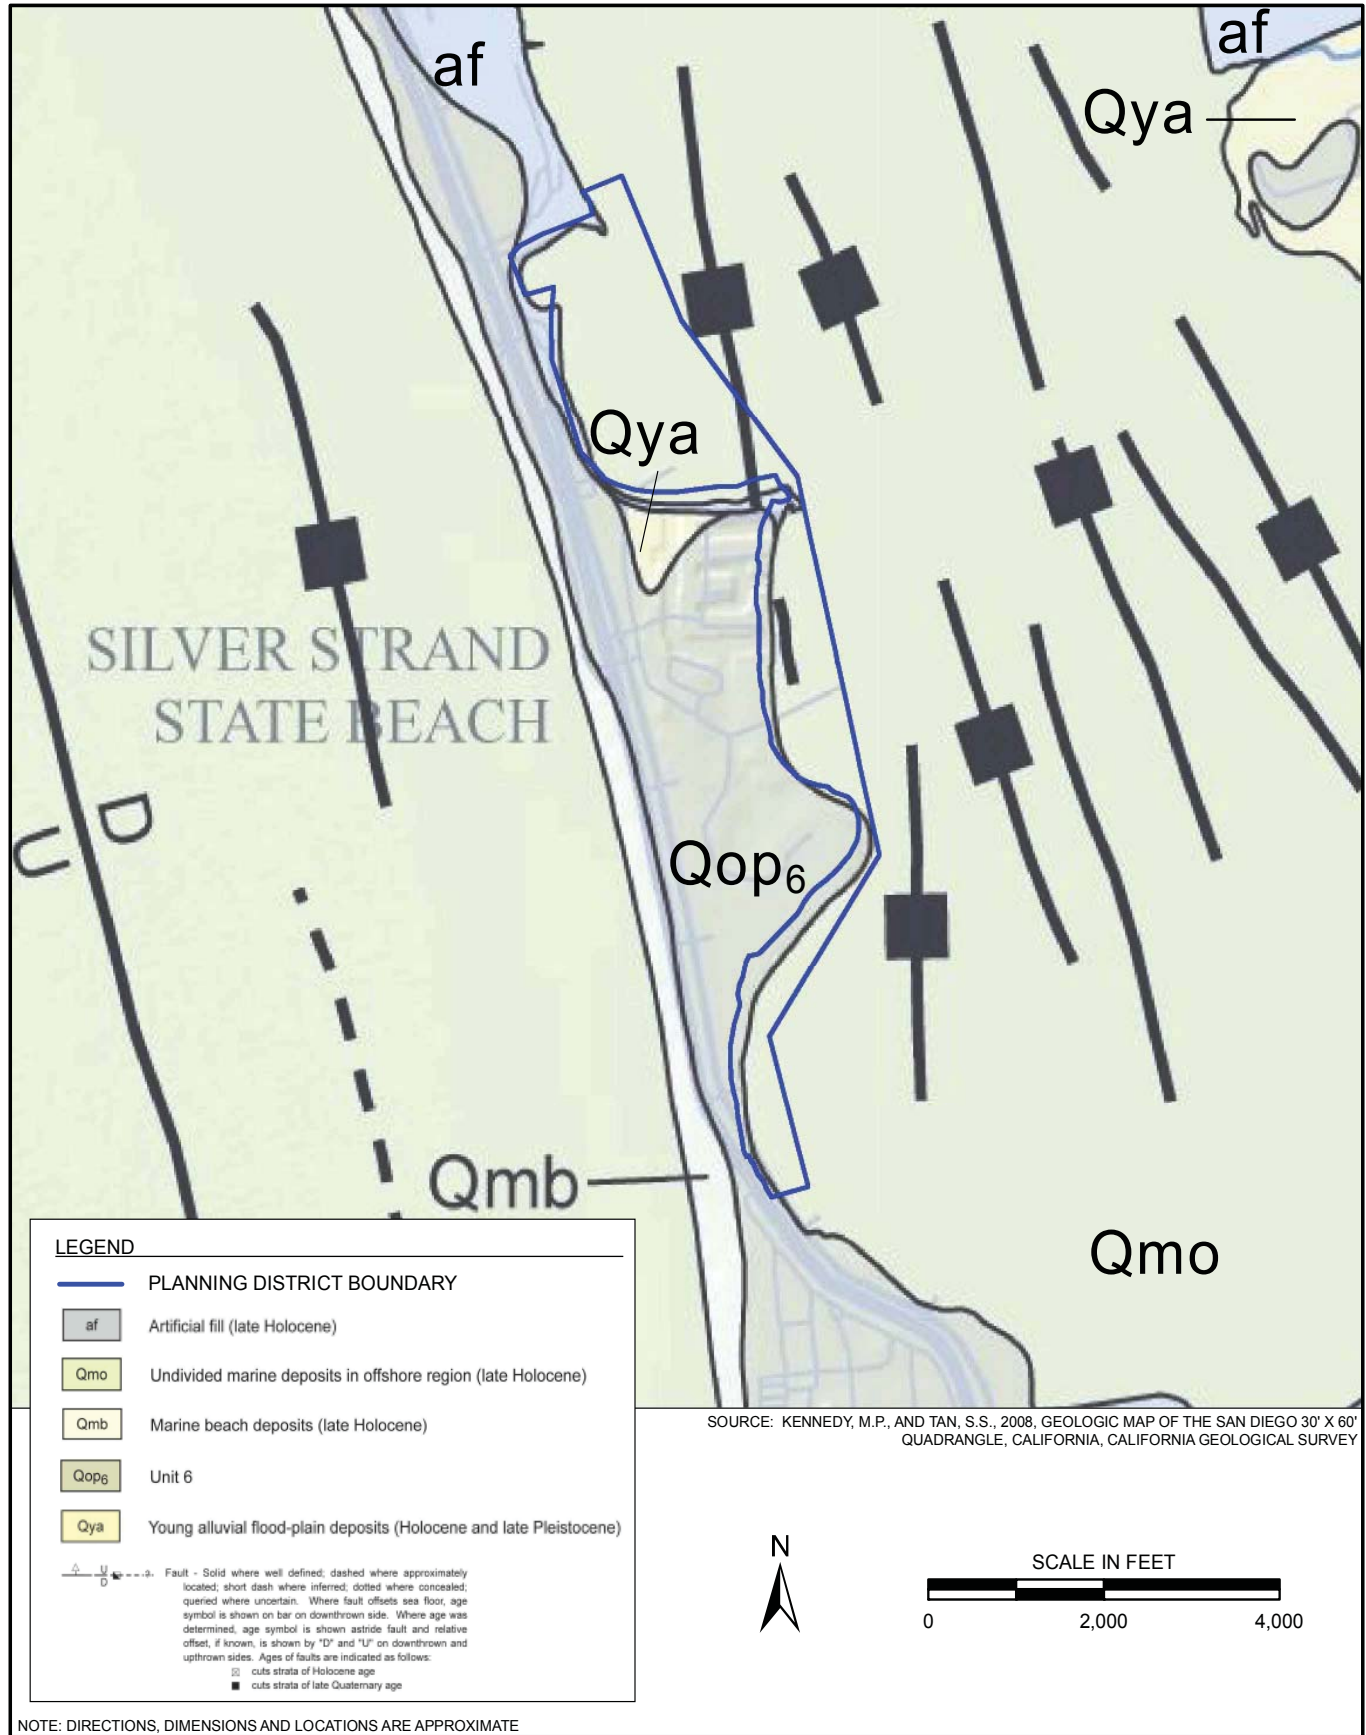 af
af
Qya
Qya
SILVER STRAND
STATE BEACH
D
U
Qop6
Qmb
Qmo
LEGEND
PLANNING DISTRICT BOUNDARY
af Artificial fill (late Holocene)
Qmo Undivided marine deposits in offshore region (late Holocene)
Qmb Marine beach deposits (late Holocene)
Qop6 Unit 6
Qya Young alluvial flood-plain deposits (Holocene and late Pleistocene)
U
D
?
Fault - Solid where well defined; dashed where approximately
located; short dash where inferred; dotted where concealed;
queried where uncertain. Where fault offsets sea floor, age
symbol is shown on bar on downthrown side. Where age was
determined, age symbol is shown astride fault and relative
offset, if known, is shown by "D" and "U" on downthrown and
upthrown sides. Ages of faults are indicated as follows:
cuts strata of Holocene age
cuts strata of late Quaternary age
SOURCE: KENNEDY, M.P., AND TAN, S.S., 2008, GEOLOGIC MAP OF THE SAN DIEGO 30' X 60'
QUADRANGLE, CALIFORNIA, CALIFORNIA GEOLOGICAL SURVEY
N
SCALE IN FEET
0 2,000 4,000
NOTE: DIRECTIONS, DIMENSIONS AND LOCATIONS ARE APPROXIMATE